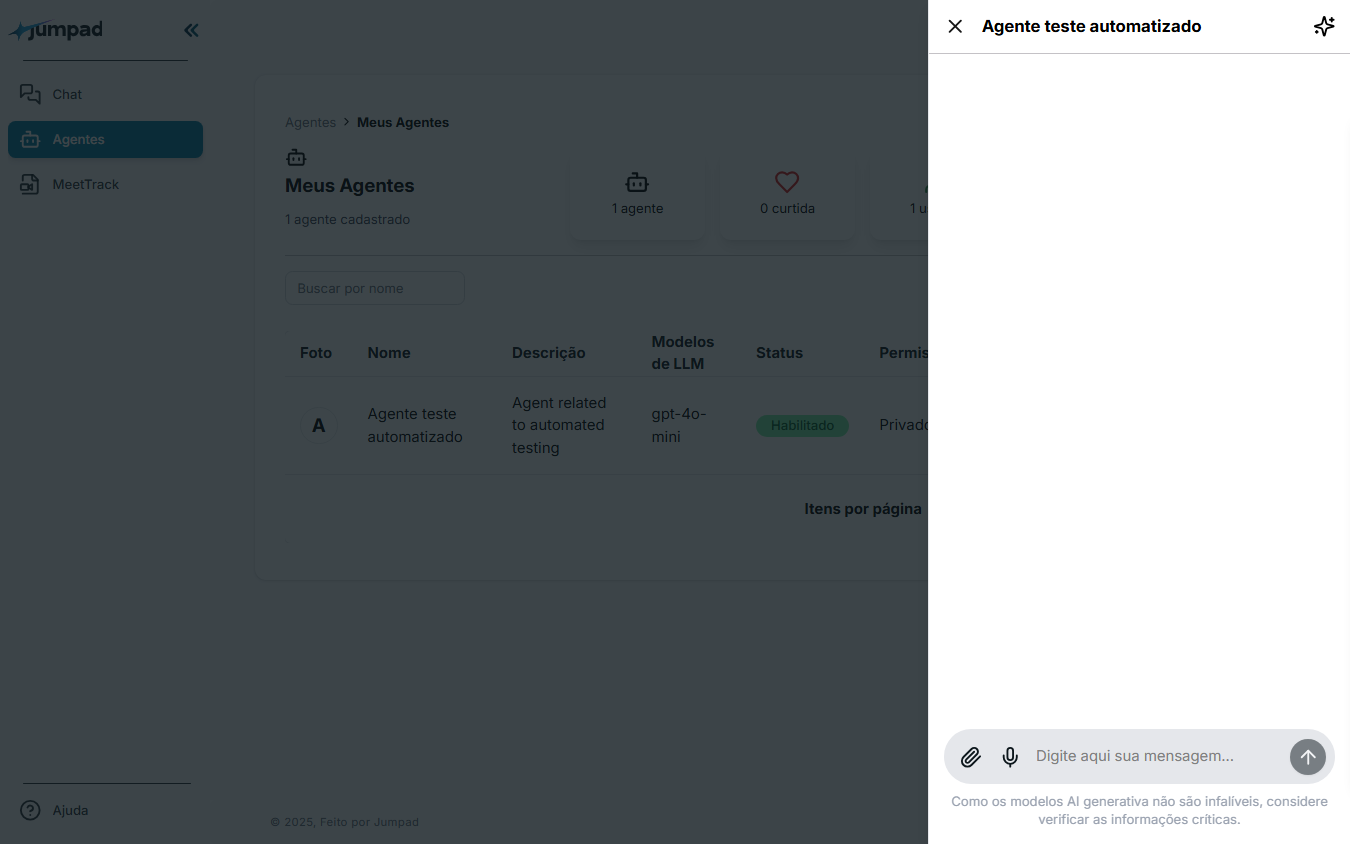 jumpad
Chat
Agentes
MeetTrack
Ajuda
Agentes > Meus Agentes
Meus Agentes
1 agente cadastrado
1 agente
0 curtida
1 u
Buscar por nome
Foto
Nome
Descrição
Modelos
de LLM
Status
Permis
A
Agente teste
automatizado
Agent related
to automated
testing
gpt-4o-
mini
Habilitado
Privado
Itens por página
© 2025, Feito por Jumpad
Agente teste automatizado
Digite aqui sua mensagem...
Como os modelos AI generativa não são infalíveis, considere
verificar as informações críticas.